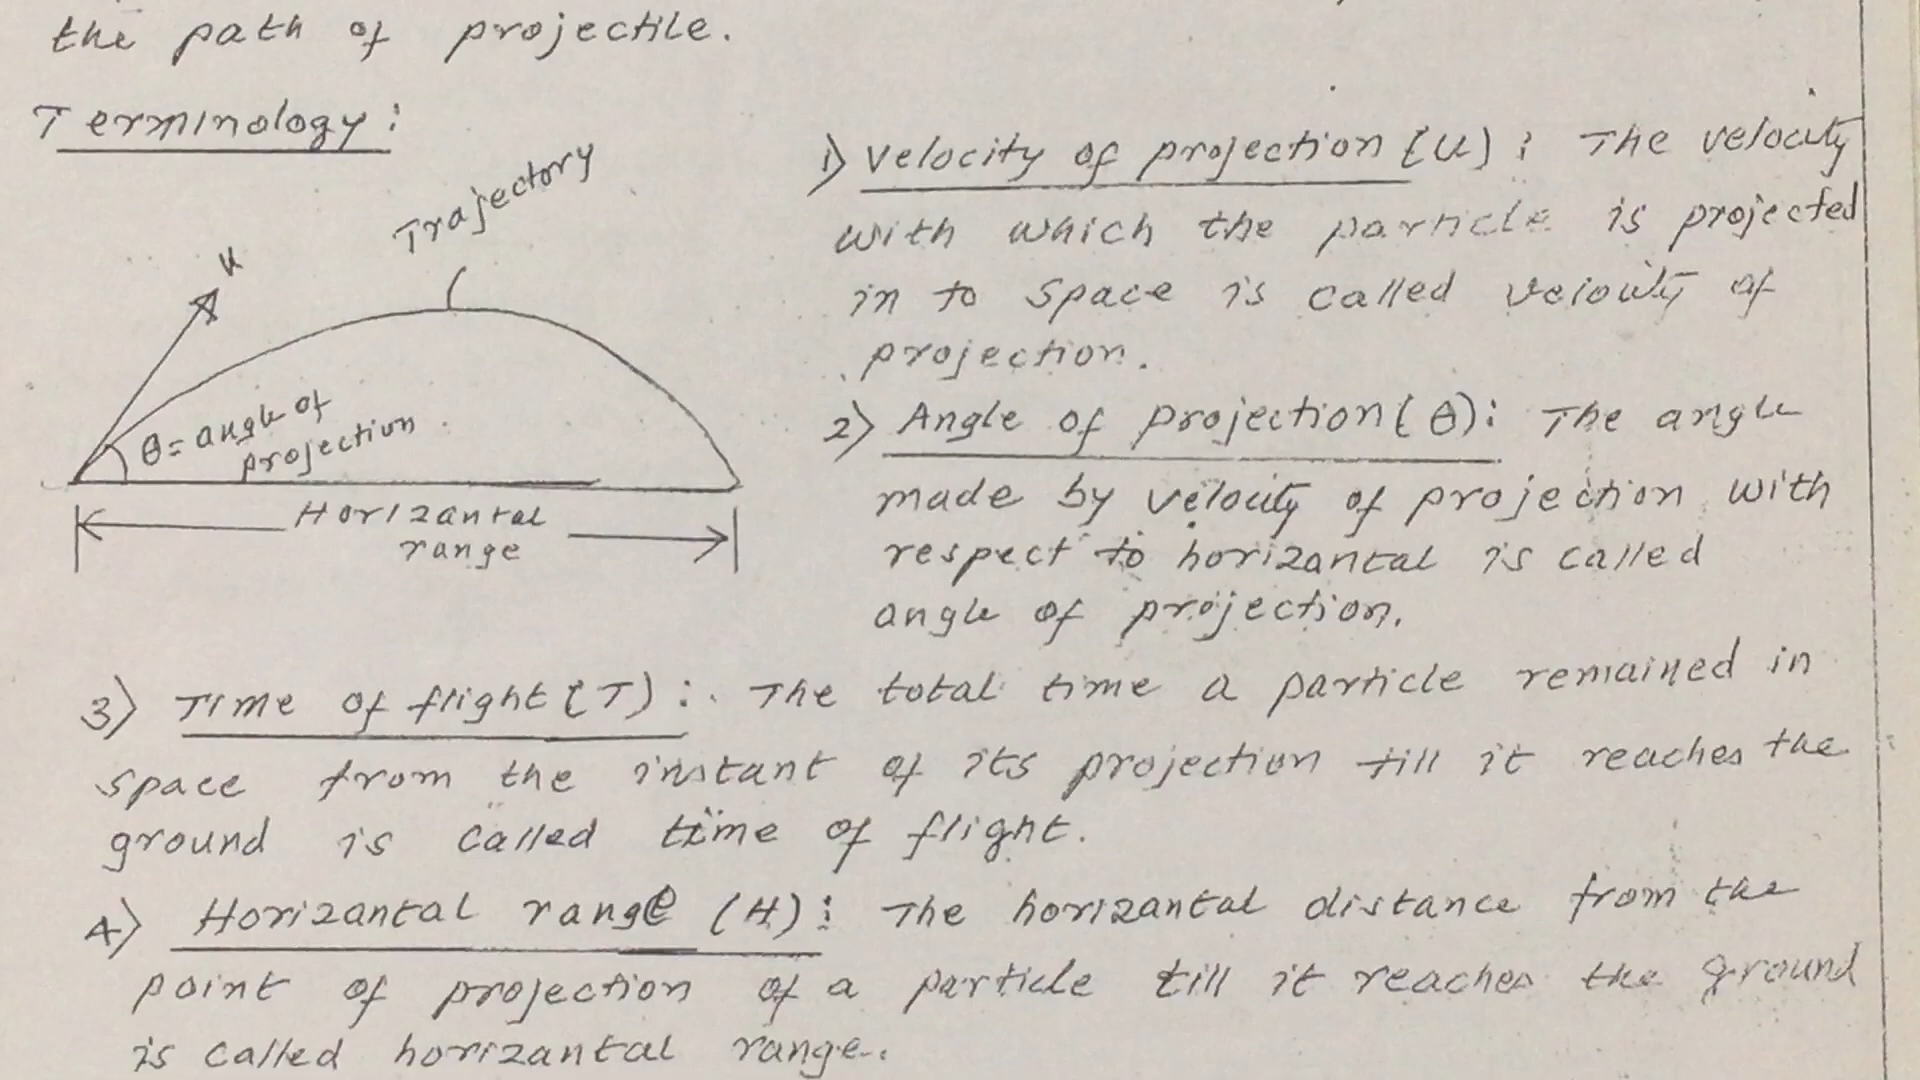 the path of projectile.
Terminology:
Trajectory
u
θ = angle of
projection
Horizantal
range
1) Velocity of projection (u): The velocity
with which the particle is projected
in to space is called velocity of
projection.
2) Angle of projection (θ): The angle
made by velocity of projection with
respect to horizantal is called
angle of projection.
3) Time of flight (T): The total time a particle remained in
space from the instant of its projection till it reaches the
ground is called time of flight.
4) Horizantal range (H): The horizantal distance from the
point of projection of a particle till it reaches the ground
is called horizantal range.